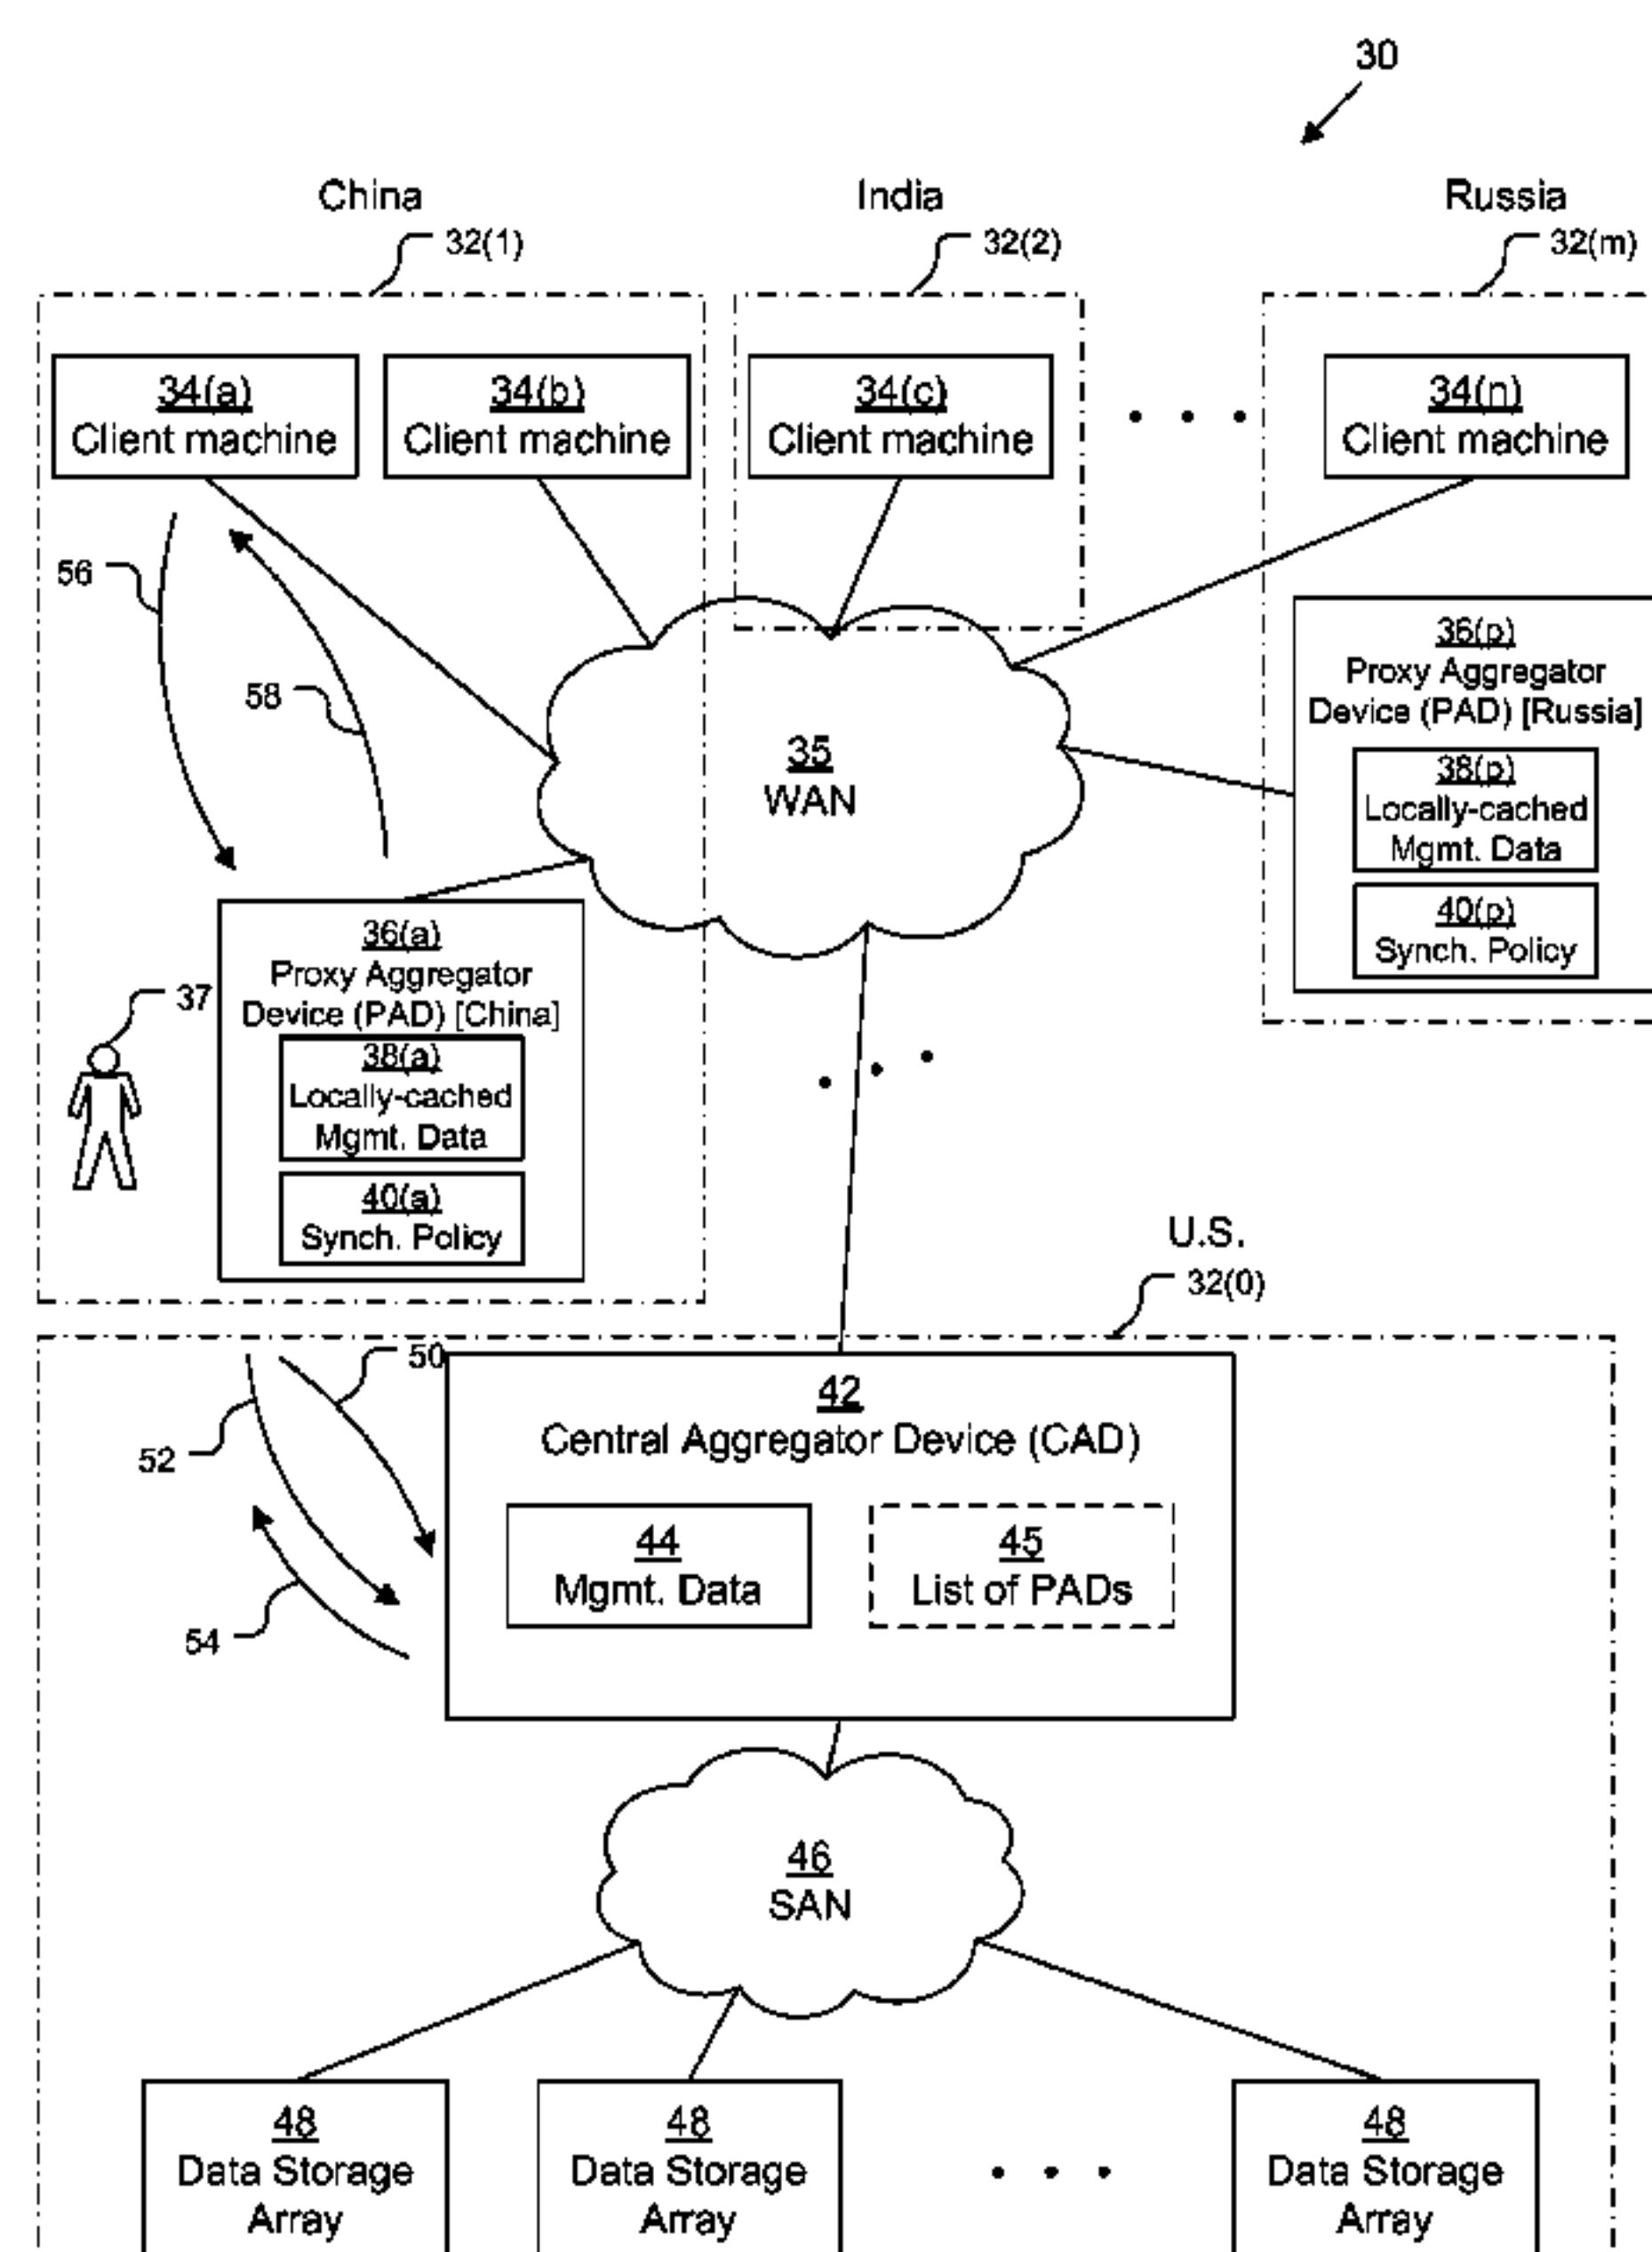 30
China
India
Russia
32(1)
32(2)
32(m)
34(a)
Client machine
34(b)
Client machine
34(c)
Client machine
34(n)
Client machine
56
58
35
WAN
36(p)
Proxy Aggregator
Device (PAD) [Russia]
38(p)
Locally-cached
Mgmt. Data
40(p)
Synch. Policy
37
36(a)
Proxy Aggregator
Device (PAD) [China]
38(a)
Locally-cached
Mgmt. Data
40(a)
Synch. Policy
U.S.
32(0)
50
52
54
42
Central Aggregator Device (CAD)
44
Mgmt. Data
45
List of PADs
46
SAN
48
Data Storage
Array
48
Data Storage
Array
48
Data Storage
Array